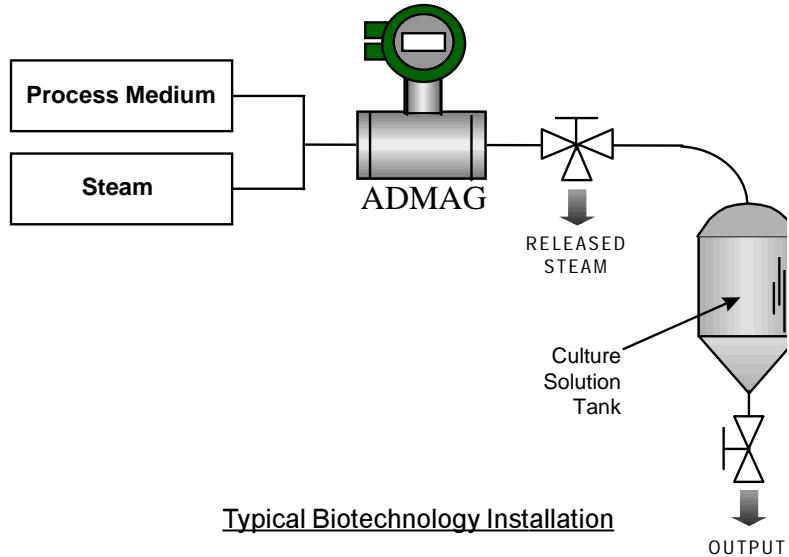 Process Medium
Steam
ADMAG
RELEASED
STEAM
Culture
Solution
Tank
Typical Biotechnology Installation
OUTPUT